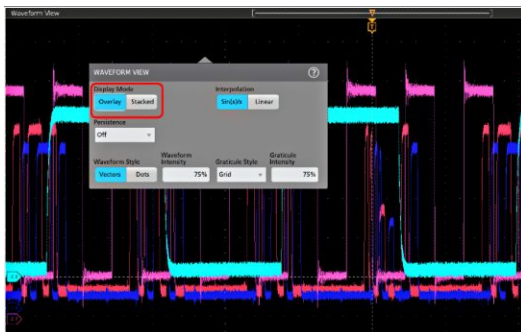 Waveform View
WAVEFORM VIEW
Display Mode
Interpolation
Overlay Stacked
Sin(x)/x Linear
Persistence
Off
Waveform Style
Waveform Intensity
Graticule Style
Graticule Intensity
Vectors Dots
75%
Grid
75%